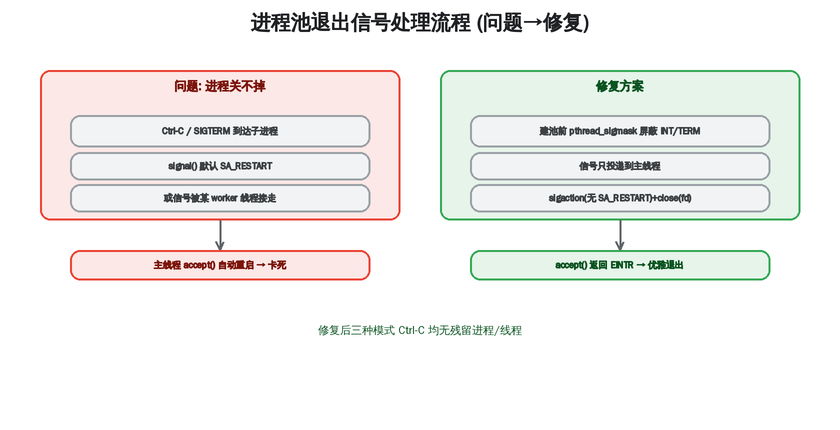 进程池退出信号处理流程 (问题→修复)
问题: 进程关不掉
Ctrl-C / SIGTERM 到达子进程
signal() 默认 SA_RESTART
或信号被某 worker 线程接走
主线程 accept() 自动重启 → 卡死
修复方案
建池前 pthread_sigmask 屏蔽 INT/TERM
信号只投递到主线程
sigaction(无 SA_RESTART)+close(fd)
accept() 返回 EINTR → 优雅退出
修复后三种模式 Ctrl-C 均无残留进程/线程